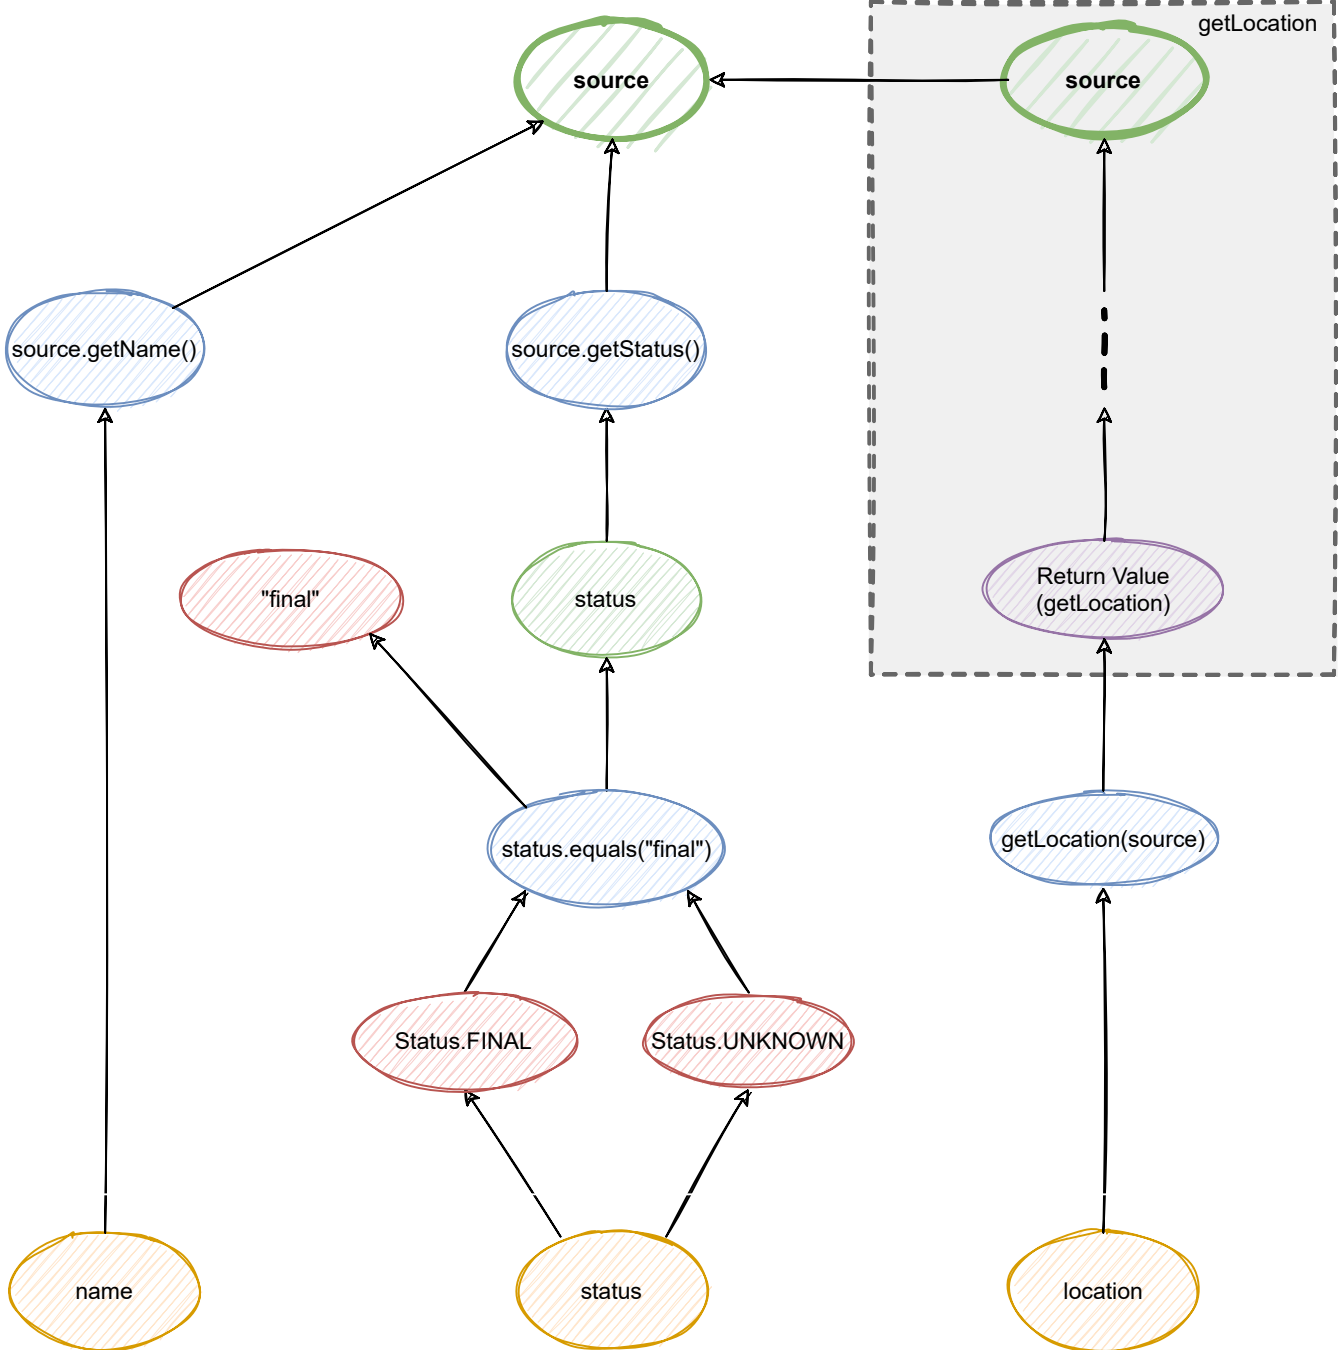 getLocation
source
source
source.getName()
source.getStatus()
"final"
status
Return Value
(getLocation)
status.equals("final")
getLocation(source)
Status.FINAL
Status.UNKNOWN
name
status
location